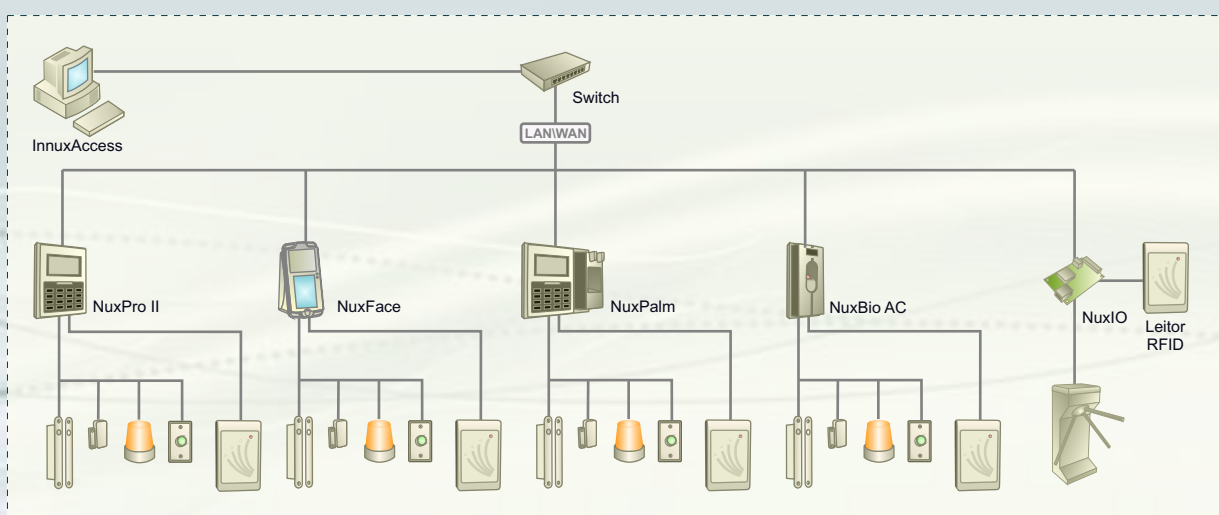 Switch
LAN\WAN
InnuxAccess
NuxPro II
NuxFace
NuxPalm
NuxBio AC
NuxIO
Leitor
RFID